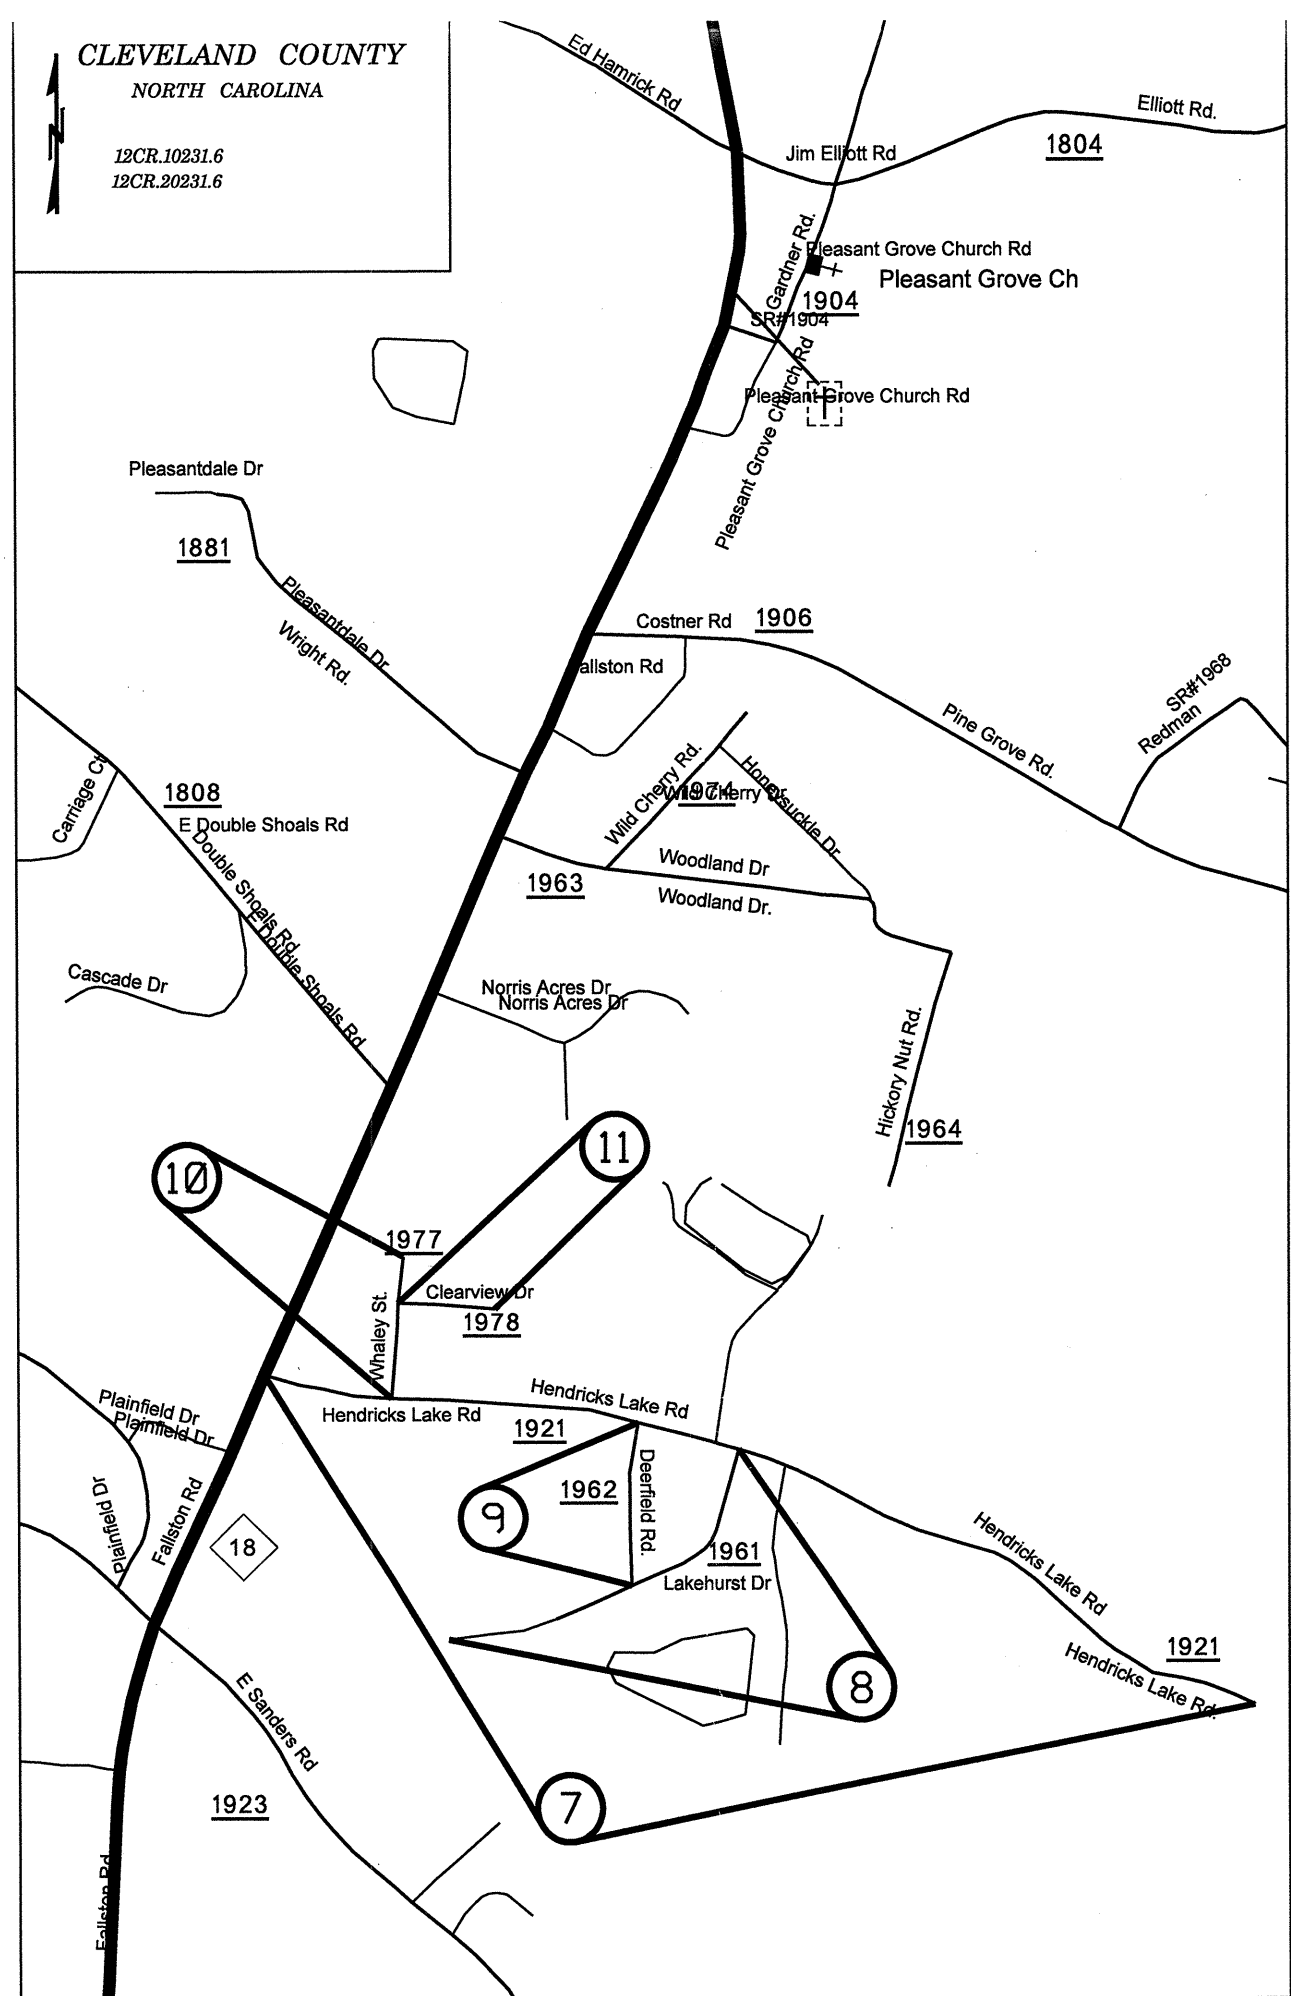 CLEVELAND COUNTY
NORTH CAROLINA
N
12CR.10231.6
12CR.20231.6
Ed Hamrick Rd
Elliott Rd.
1804
Jim Elliott Rd
Gardner Rd.
Pleasant Grove Church Rd
Pleasant Grove Ch
1904
SR#1904
Pleasant Grove Church Rd
Pleasant Grove Church Rd
Pleasantdale Dr
1881
Pleasantdale Dr
Wright Rd.
Costner Rd
1906
allston Rd
SR#1968
Redman
Pine Grove Rd.
Carriage Ct
1808
E Double Shoals Rd
Double Shoals Rd
E Double Shoals Rd
Wild Cherry Rd.
1974
Wild Cherry Dr
Honeysuckle Dr
Woodland Dr
1963
Woodland Dr.
Cascade Dr
Norris Acres Dr
Norris Acres Dr
Hickory Nut Rd.
1964
11
10
1977
Clearview Dr
1978
Whaley St.
Hendricks Lake Rd
Hendricks Lake Rd
Plainfield Dr
Plainfield Dr
Plainfield Dr
Fallston Rd
18
1921
1962
9
Deerfield Rd.
1961
Lakehurst Dr
Hendricks Lake Rd
1921
Hendricks Lake Rd.
8
E Sanders Rd
7
1923
Fallston Rd